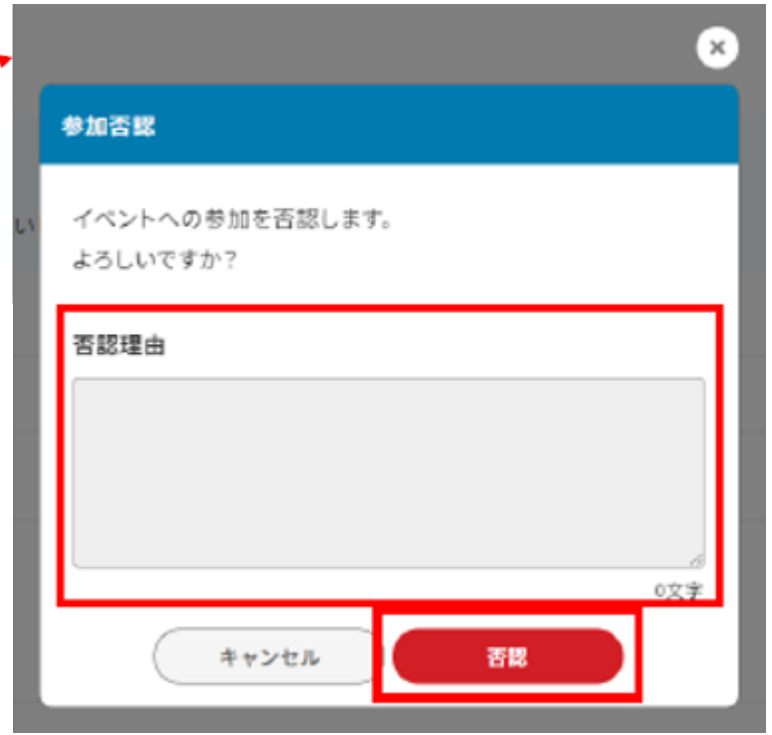 参加否認
い
イベントへの参加を否認します。
よろしいですか？
否認理由
0文字
キャンセル
否認